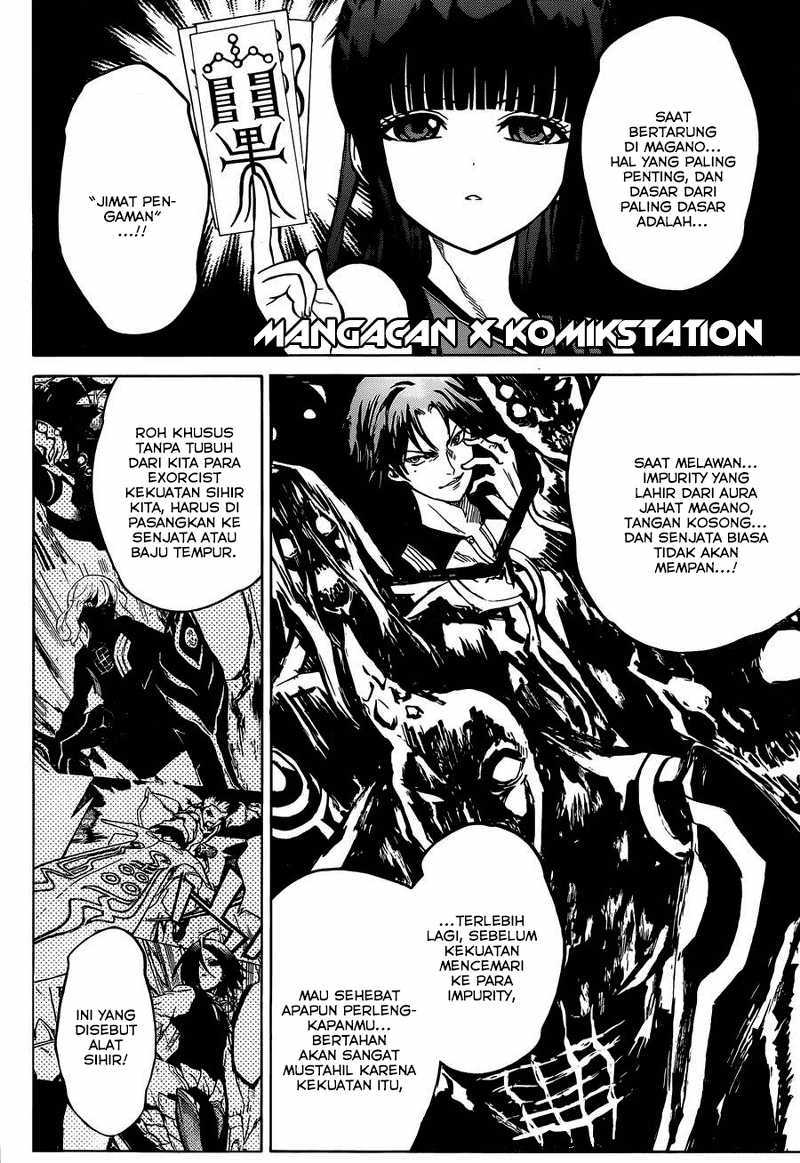 SAAT
BERTARUNG
DI MAGANO...
HAL YANG PALING
PENTING, DAN
DASAR DARI
PALING DASAR
ADALAH...
"JIMAT PEN-
GAMAN"
...!!
MANGACAN X KOMIKSTATION
SAAT MELAWAN...
IMPURITY YANG
LAHIR DARI AURA
JAHAT MAGANO,
TANGAN KOSONG...
DAN SENJATA BIASA
TIDAK AKAN
MEMPAN...!
...TERLEBIH
LAGI, SEBELUM
KEKUATAN
MENCEMARI
KE PARA
IMPURITY,
MAU SEHEBAT
APAPUN PERLENG-
KAPANMU...
BERTAHAN
AKAN SANGAT
MUSTAHIL KARENA
KEKUATAN ITU,
ROH KHUSUS
TANPA TUBUH
DARI KITA PARA
EXORCIST
KEKUATAN SIHIR
KITA, HARUS DI
PASANGKAN KE
SENJATA ATAU
BAJU TEMPUR.
INI YANG
DISEBUT
ALAT
SIHIR!